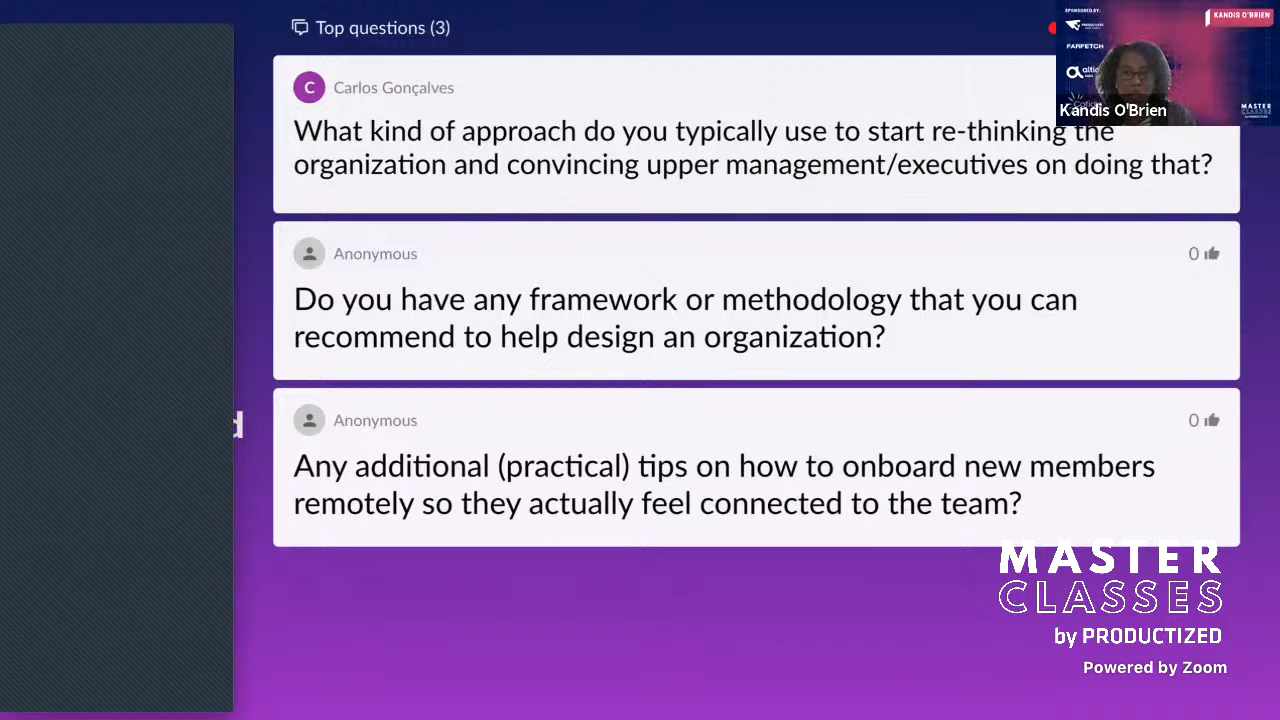 Top questions (3)
SPONSORED BY:
PRODUCTIZED
FARFETCH
KANDIS O'BRIEN
Kandis O'Brien
MASTER
CLASSES
C
Carlos Gonçalves
What kind of approach do you typically use to start re-thinking the
organization and convincing upper management/executives on doing that?
Anonymous
0
Do you have any framework or methodology that you can
recommend to help design an organization?
Anonymous
0
d
Any additional (practical) tips on how to onboard new members
remotely so they actually feel connected to the team?
MASTER
CLASSES
by PRODUCTIZED
Powered by Zoom